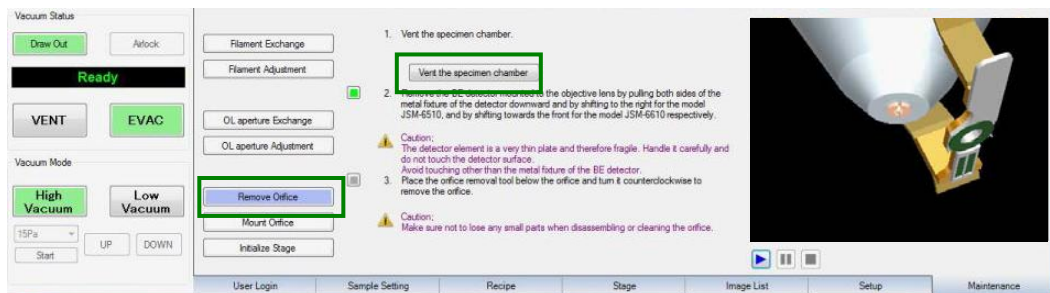 Vacuum Status
Draw Out
Airlock
Ready
VENT
EVAC
Vacuum Mode
High
Vacuum
Low
Vacuum
15Pa
Start
UP
DOWN
Filament Exchange
Filament Adjustment
OL aperture Exchange
OL aperture Adjustment
Remove Orifice
Mount Orifice
Initialize Stage
1. Vent the specimen chamber.
Vent the specimen chamber
2. Remove the BE detector mounted to the objective lens by pulling both sides of the
metal fixture of the detector downward and by shifting to the right for the model
JSM-6510, and by shifting towards the front for the model JSM-6610 respectively.
Caution;
The detector element is a very thin plate and therefore fragile. Handle it carefully and
do not touch the detector surface.
Avoid touching other than the metal fixture of the BE detector.
3. Place the orifice removal tool below the orifice and turn it counterclockwise to
remove the orifice.
Caution;
Make sure not to lose any small parts when disassembling or cleaning the orifice.
User Login
Sample Setting
Recipe
Stage
Image List
Setup
Maintenance